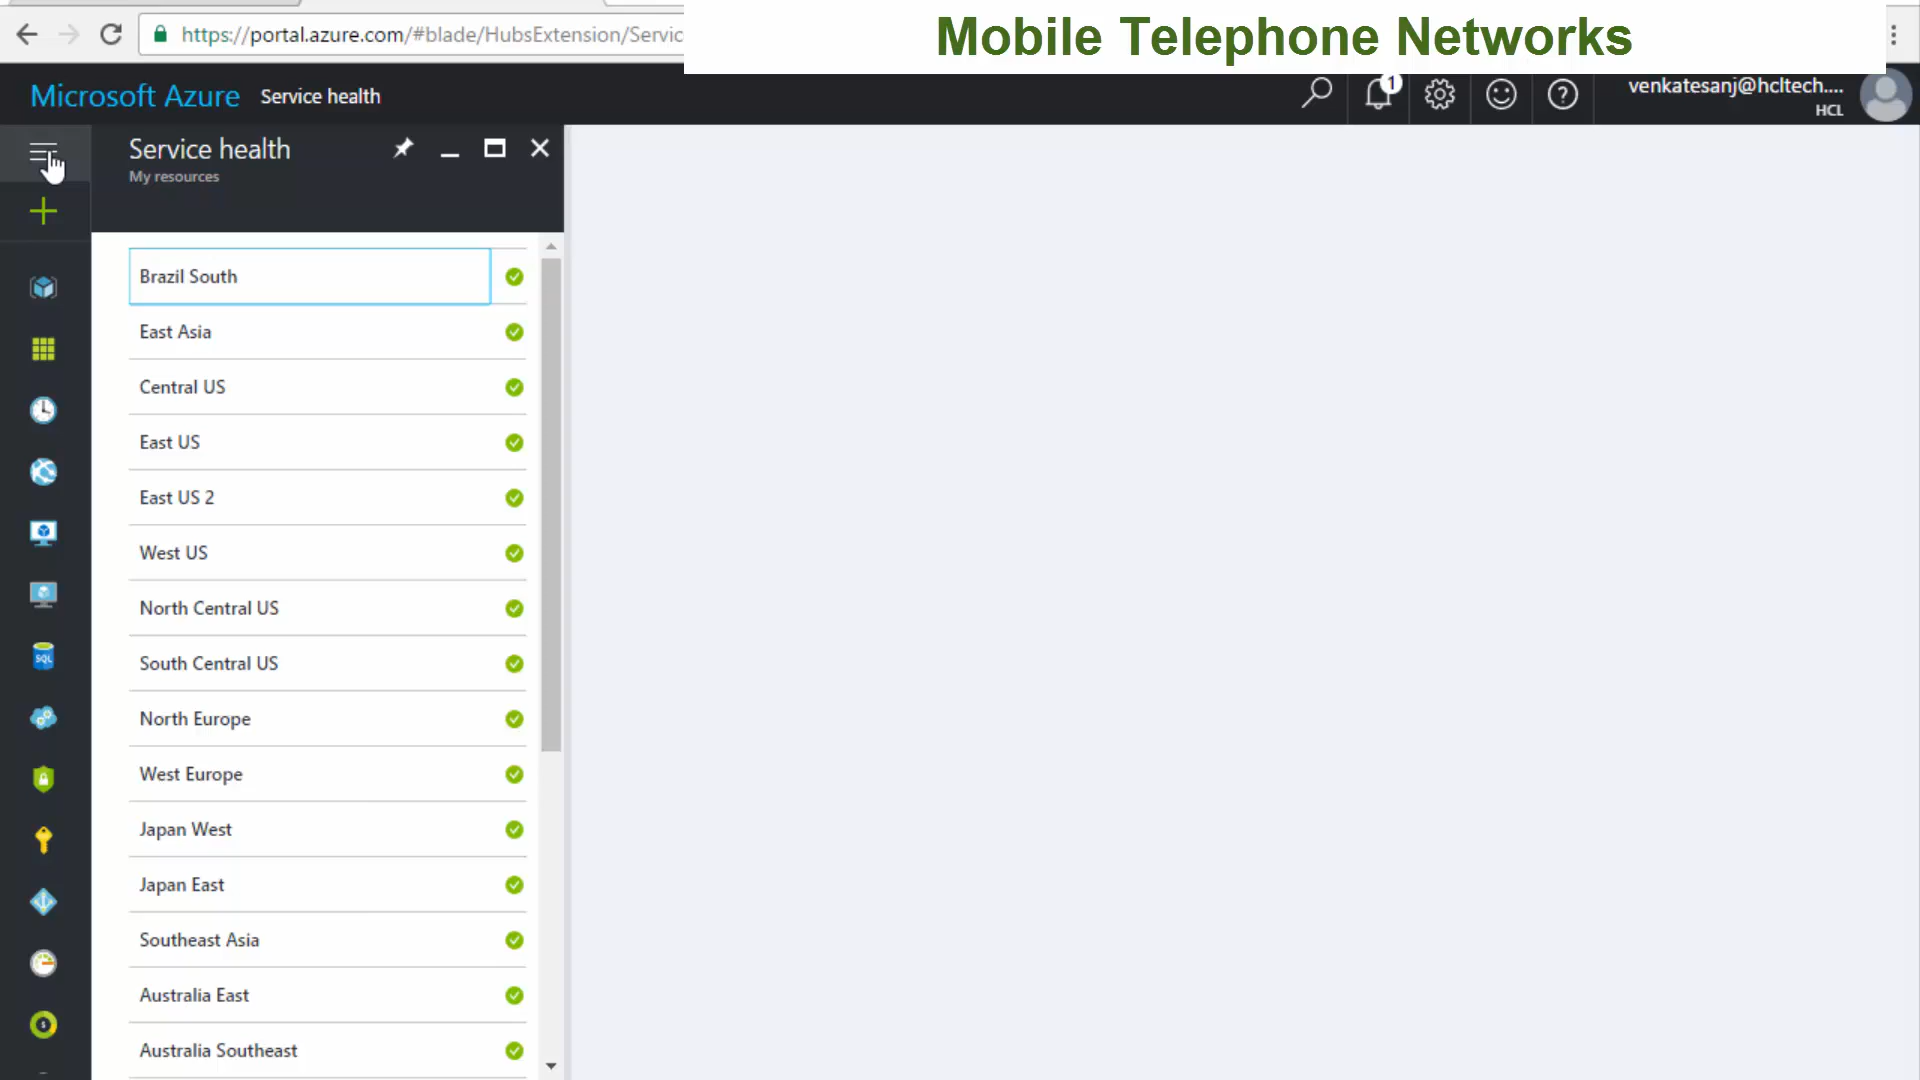 Mobile Telephone Networks
https://portal.azure.com/#blade/HubsExtension/Servic
Microsoft Azure Service health
1
venkatesanj@hcltech....
HCL
Service health
My resources
Brazil South
East Asia
Central US
East US
East US 2
West US
North Central US
South Central US
North Europe
West Europe
Japan West
Japan East
Southeast Asia
Australia East
Australia Southeast
SQL